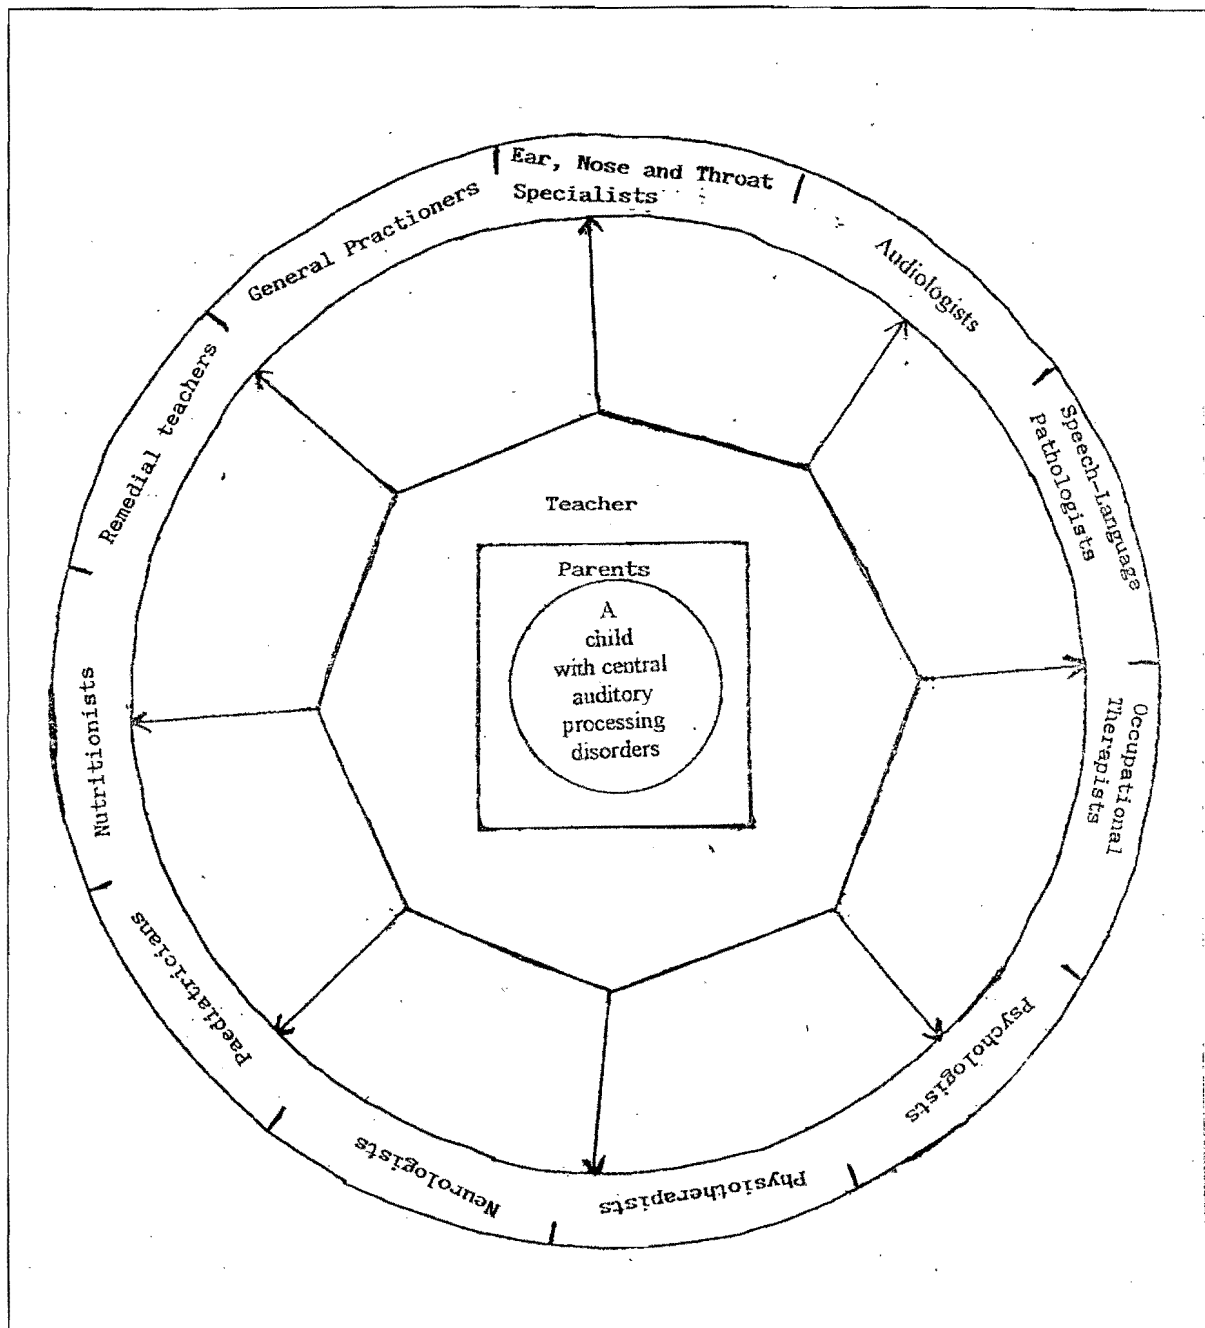 Ear, Nose and Throat
Specialists
Audiologists
Speech-Language
Pathologists
Occupational
Therapists
Psychologists
Physiotherapists
Neurologists
Paediatricians
Nutritionists
Remedial teachers
General Practioners
Teacher
Parents
A
child
with central
auditory
processing
disorders